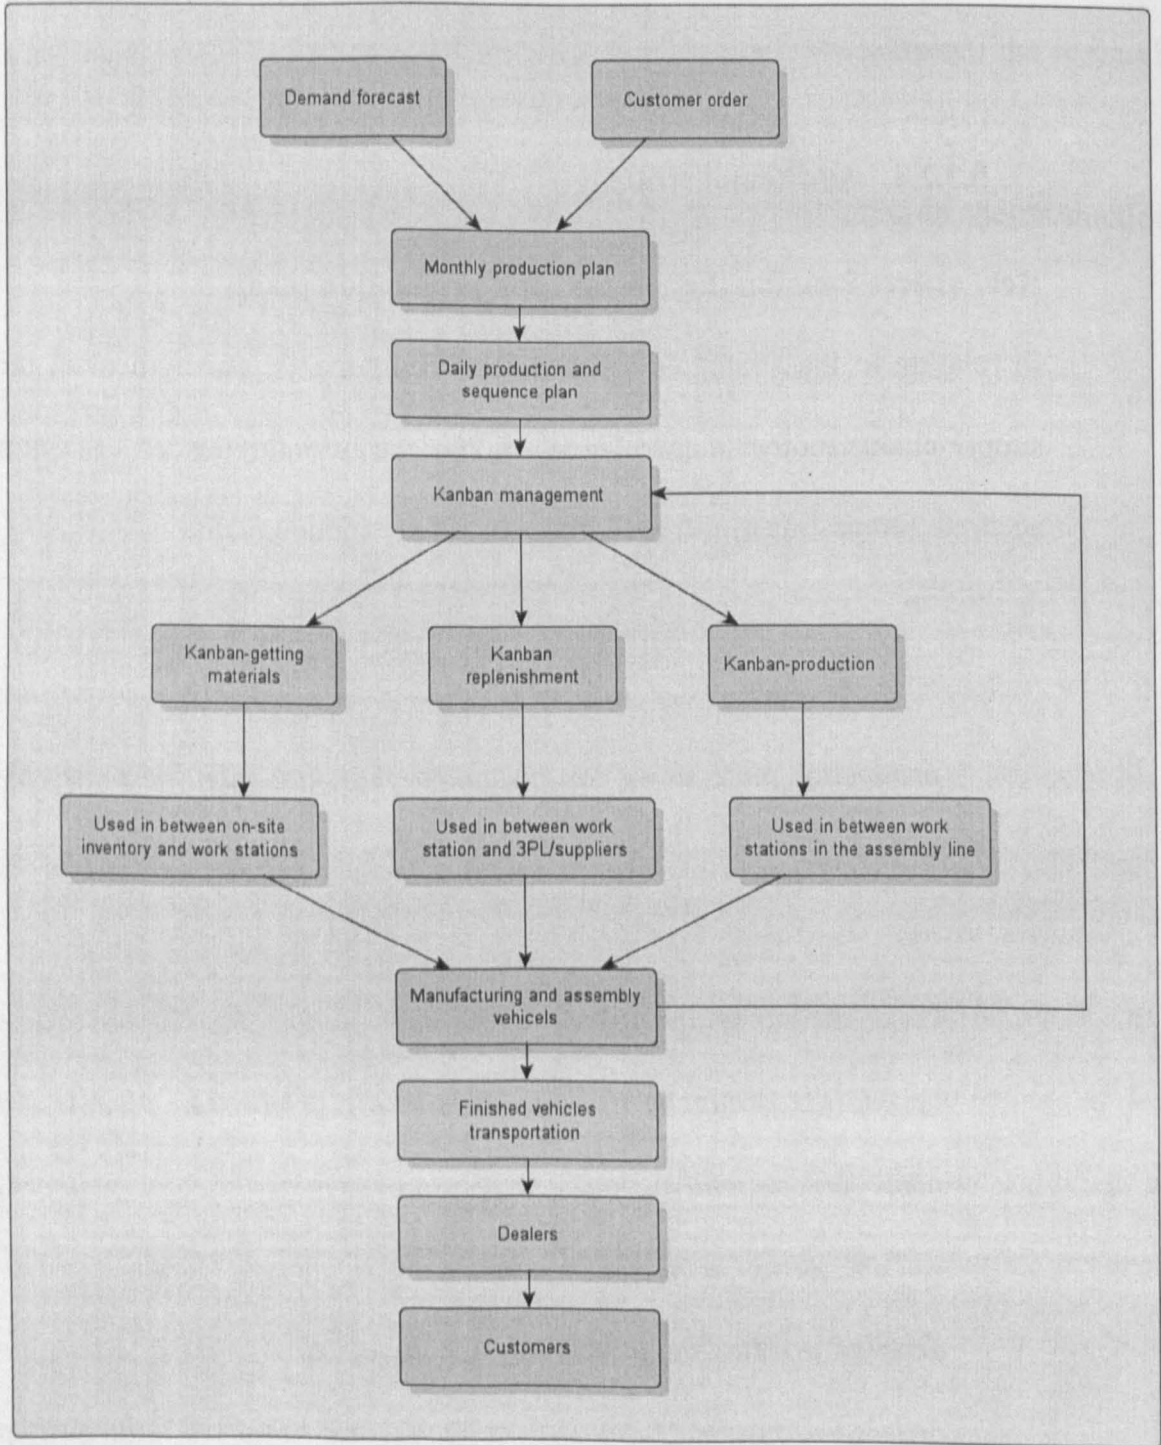 Demand forecast
Customer order
Monthly production plan
Daily production and
sequence plan
Kanban management
Kanban-getting
materials
Kanban
replenishment
Kanban-production
Used in between on-site
inventory and work stations
Used in between work
station and 3PL/suppliers
Used in between work
stations in the assembly line
Manufacturing and assembly
vehicels
Finished vehicles
transportation
Dealers
Customers